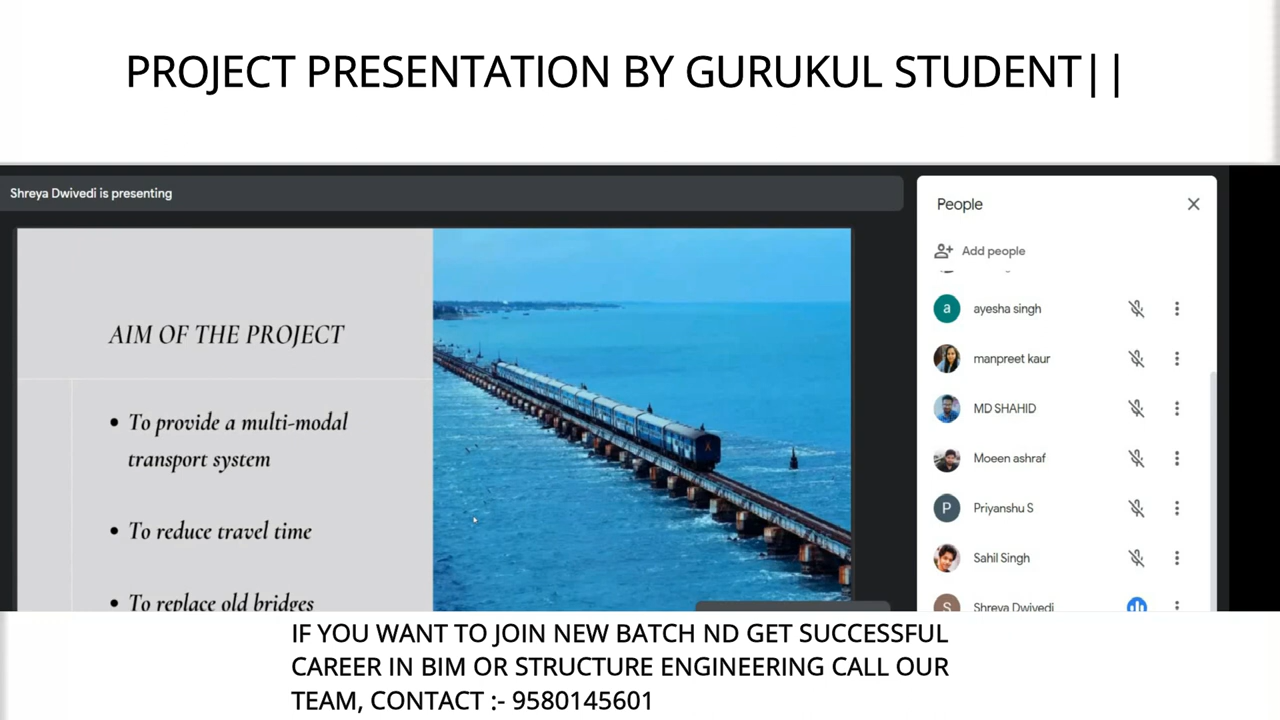 PROJECT PRESENTATION BY GURUKUL STUDENT||
Shreya Dwivedi is presenting
AIM OF THE PROJECT
• To provide a multi-modal
transport system
• To reduce travel time
• To replace old bridges
People
Add people
a ayesha singh
manpreet kaur
MD SHAHID
Moeen ashraf
P Priyanshu S
Sahil Singh
S Shreya Dwivedi
IF YOU WANT TO JOIN NEW BATCH ND GET SUCCESSFUL
CAREER IN BIM OR STRUCTURE ENGINEERING CALL OUR
TEAM, CONTACT :- 9580145601